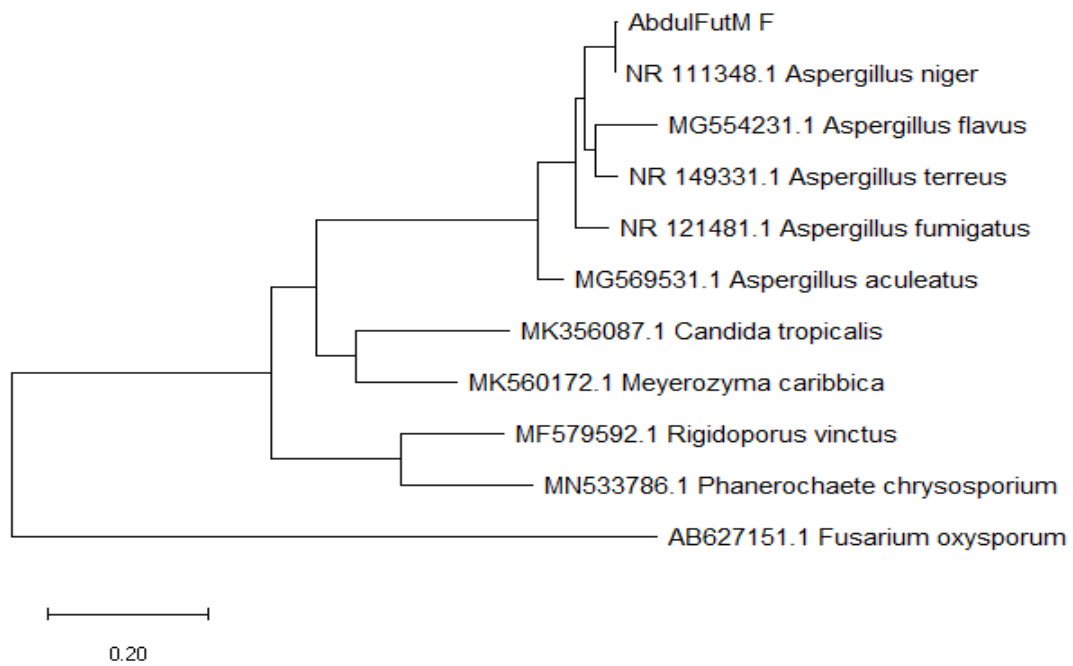 AbdulFutM F
NR 111348.1 Aspergillus niger
MG554231.1 Aspergillus flavus
NR 149331.1 Aspergillus terreus
NR 121481.1 Aspergillus fumigatus
MG569531.1 Aspergillus aculeatus
MK356087.1 Candida tropicalis
MK560172.1 Meyerozyma caribbica
MF579592.1 Rigidoporus vinctus
MN533786.1 Phanerochaete chrysosporium
AB627151.1 Fusarium oxysporum
0.20